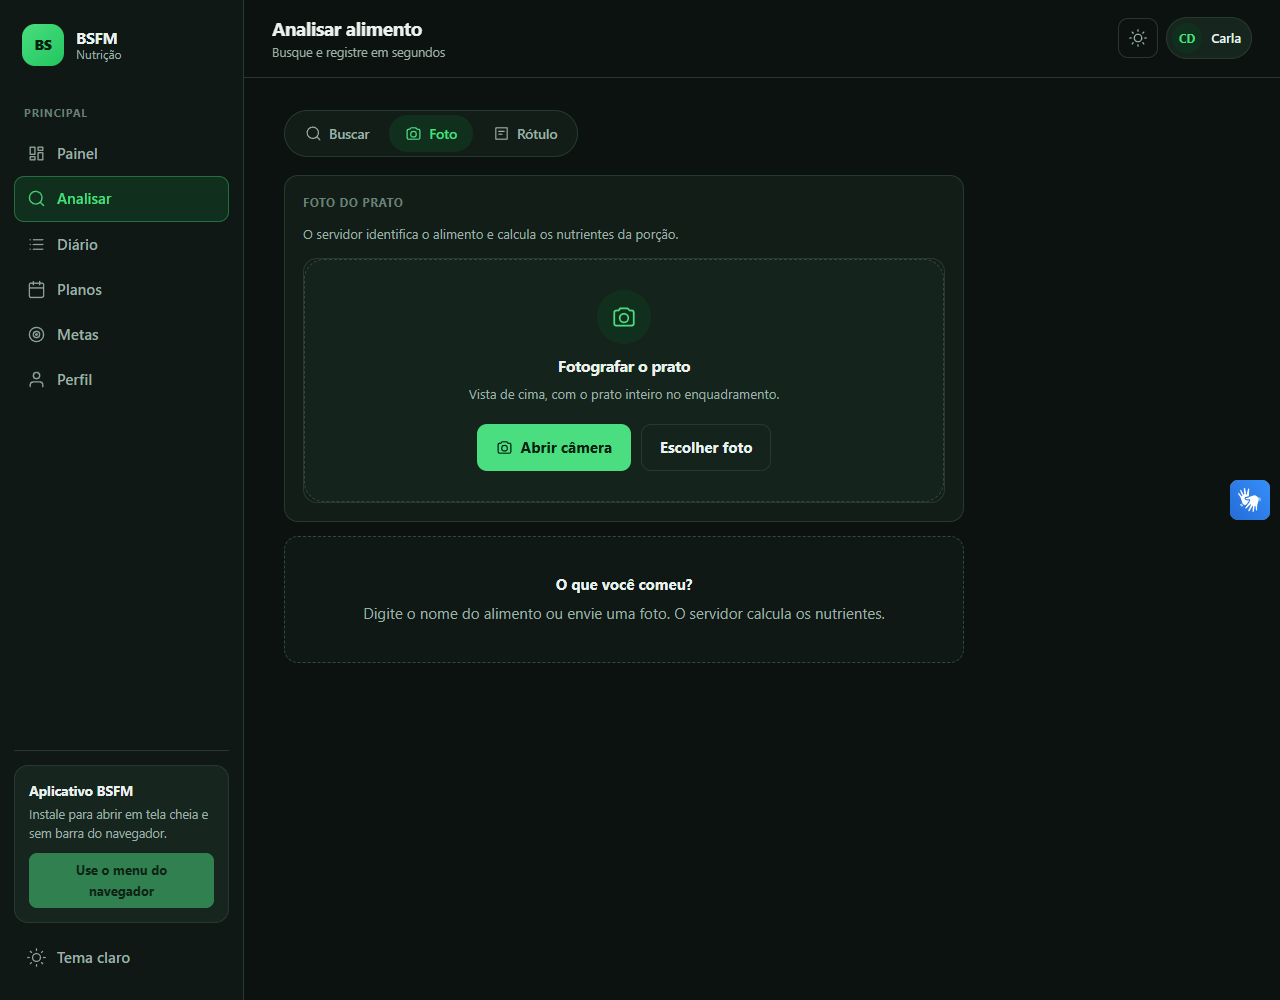 BS
BSFM
Nutrição
PRINCIPAL
Painel
Analisar
Diário
Planos
Metas
Perfil
Aplicativo BSFM
Instale para abrir em tela cheia e
sem barra do navegador.
Use o menu do
navegador
Tema claro
Analisar alimento
Busque e registre em segundos
CD
Carla
Buscar
Foto
Rótulo
FOTO DO PRATO
O servidor identifica o alimento e calcula os nutrientes da porção.
Fotografar o prato
Vista de cima, com o prato inteiro no enquadramento.
Abrir câmera
Escolher foto
O que você comeu?
Digite o nome do alimento ou envie uma foto. O servidor calcula os nutrientes.